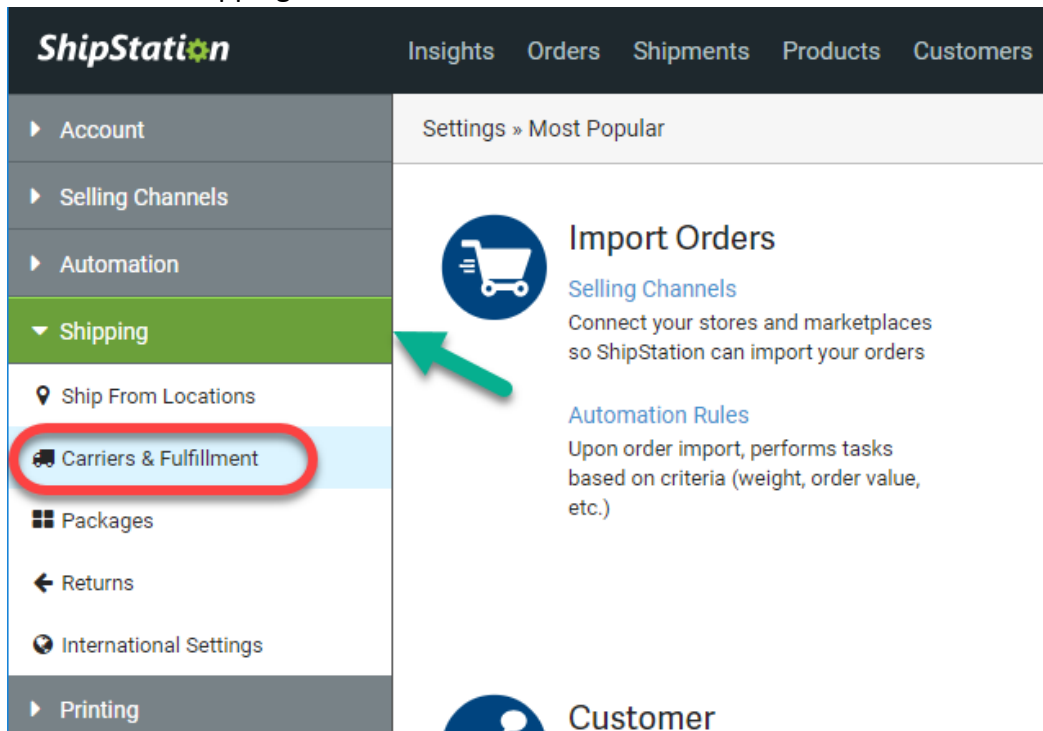 ShipStation
Insights Orders Shipments Products Customers
Account
Selling Channels
Automation
Shipping
Ship From Locations
Carriers & Fulfillment
Packages
Returns
International Settings
Printing
Settings » Most Popular
Import Orders
Selling Channels
Connect your stores and marketplaces
so ShipStation can import your orders
Automation Rules
Upon order import, performs tasks
based on criteria (weight, order value,
etc.)
Customer